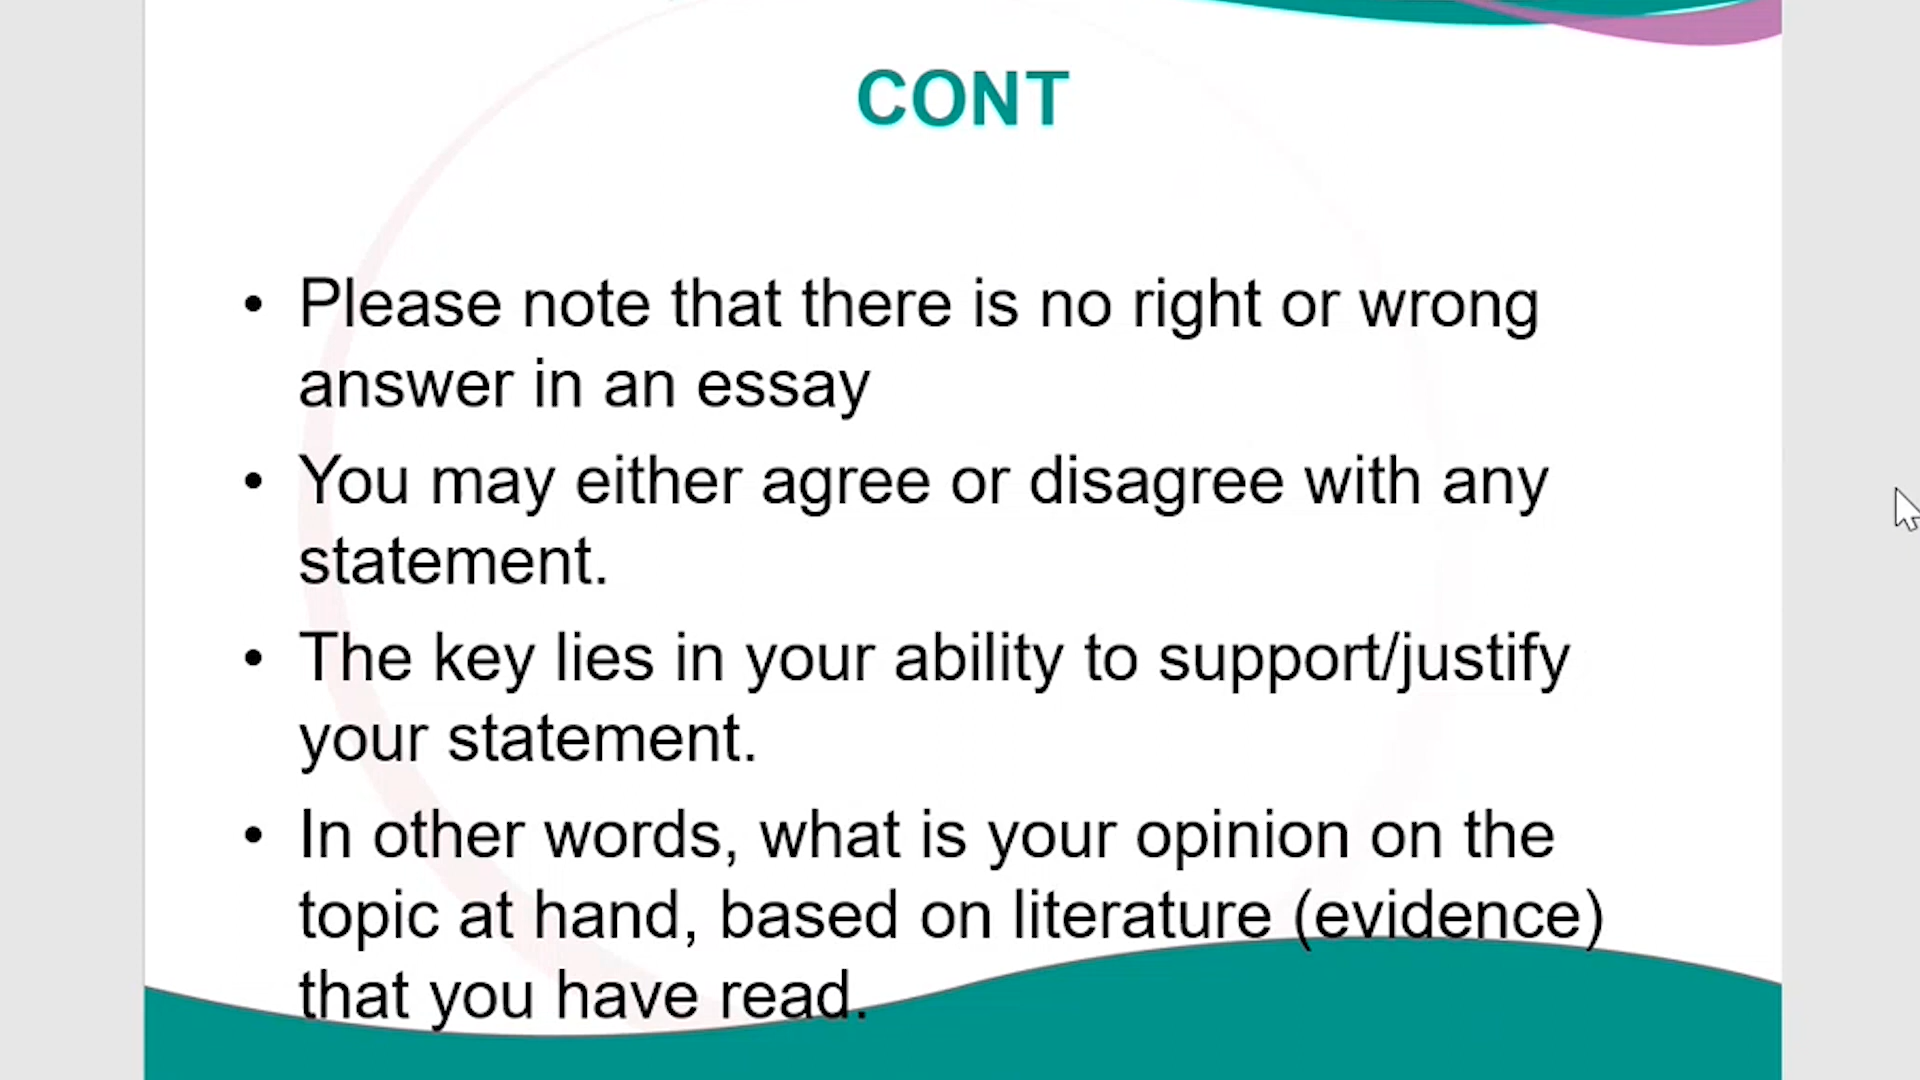 CONT
• Please note that there is no right or wrong
answer in an essay
• You may either agree or disagree with any
statement.
• The key lies in your ability to support/justify
your statement.
• In other words, what is your opinion on the
topic at hand, based on literature (evidence)
that you have read.